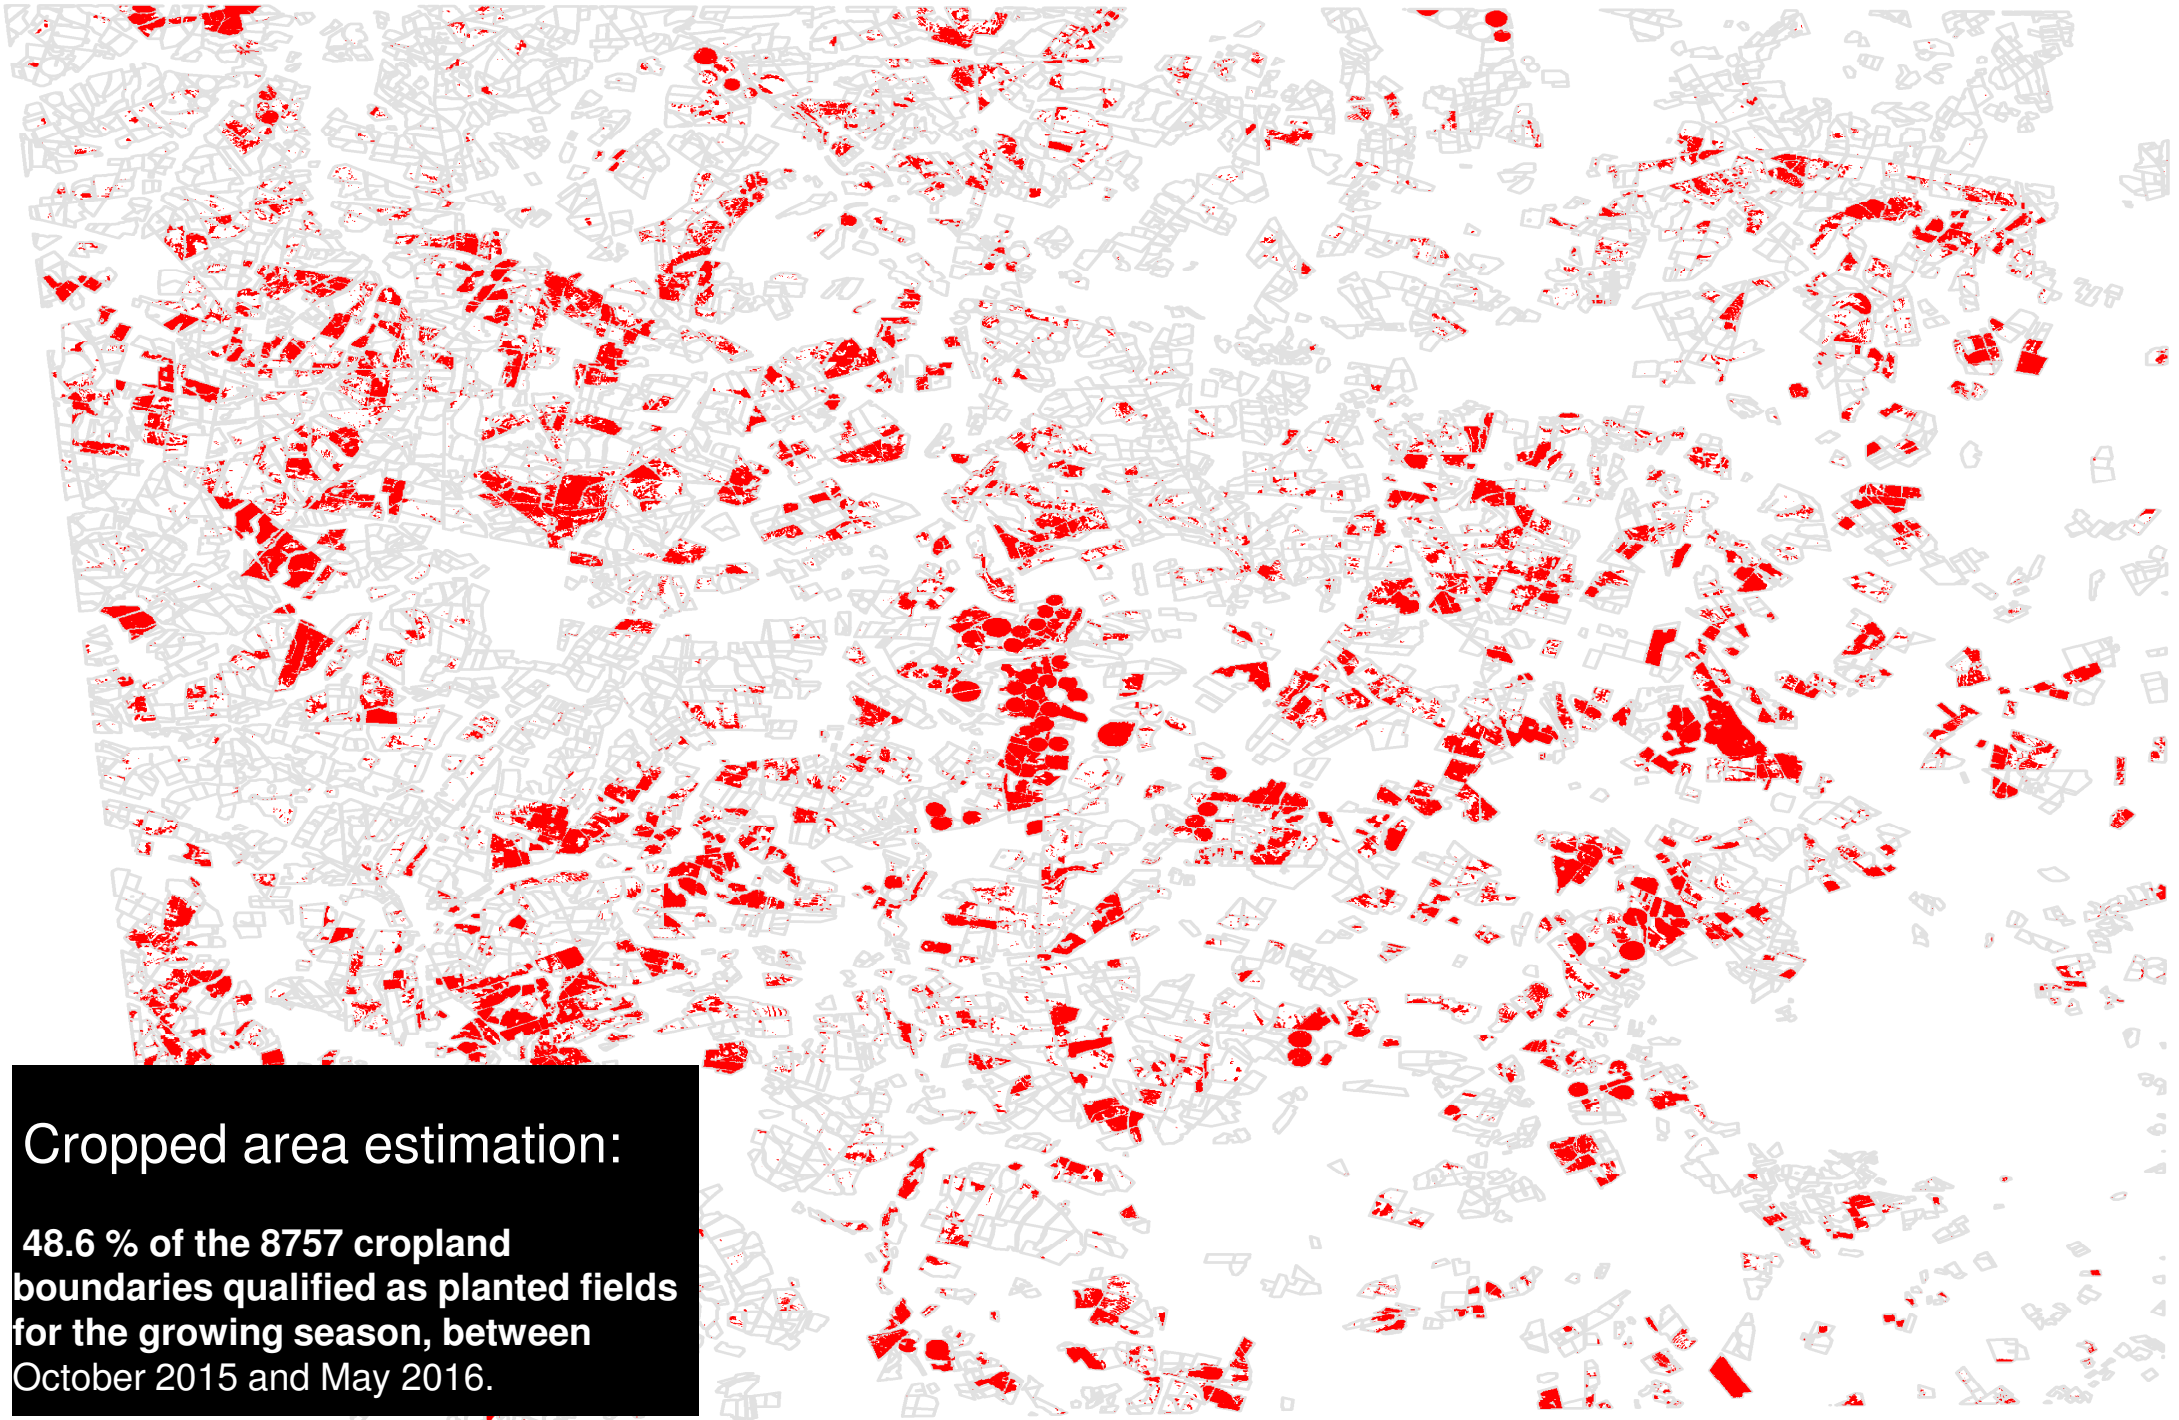 Cropped area estimation:
48.6 % of the 8757 cropland
boundaries qualified as planted fields
for the growing season, between
October 2015 and May 2016.